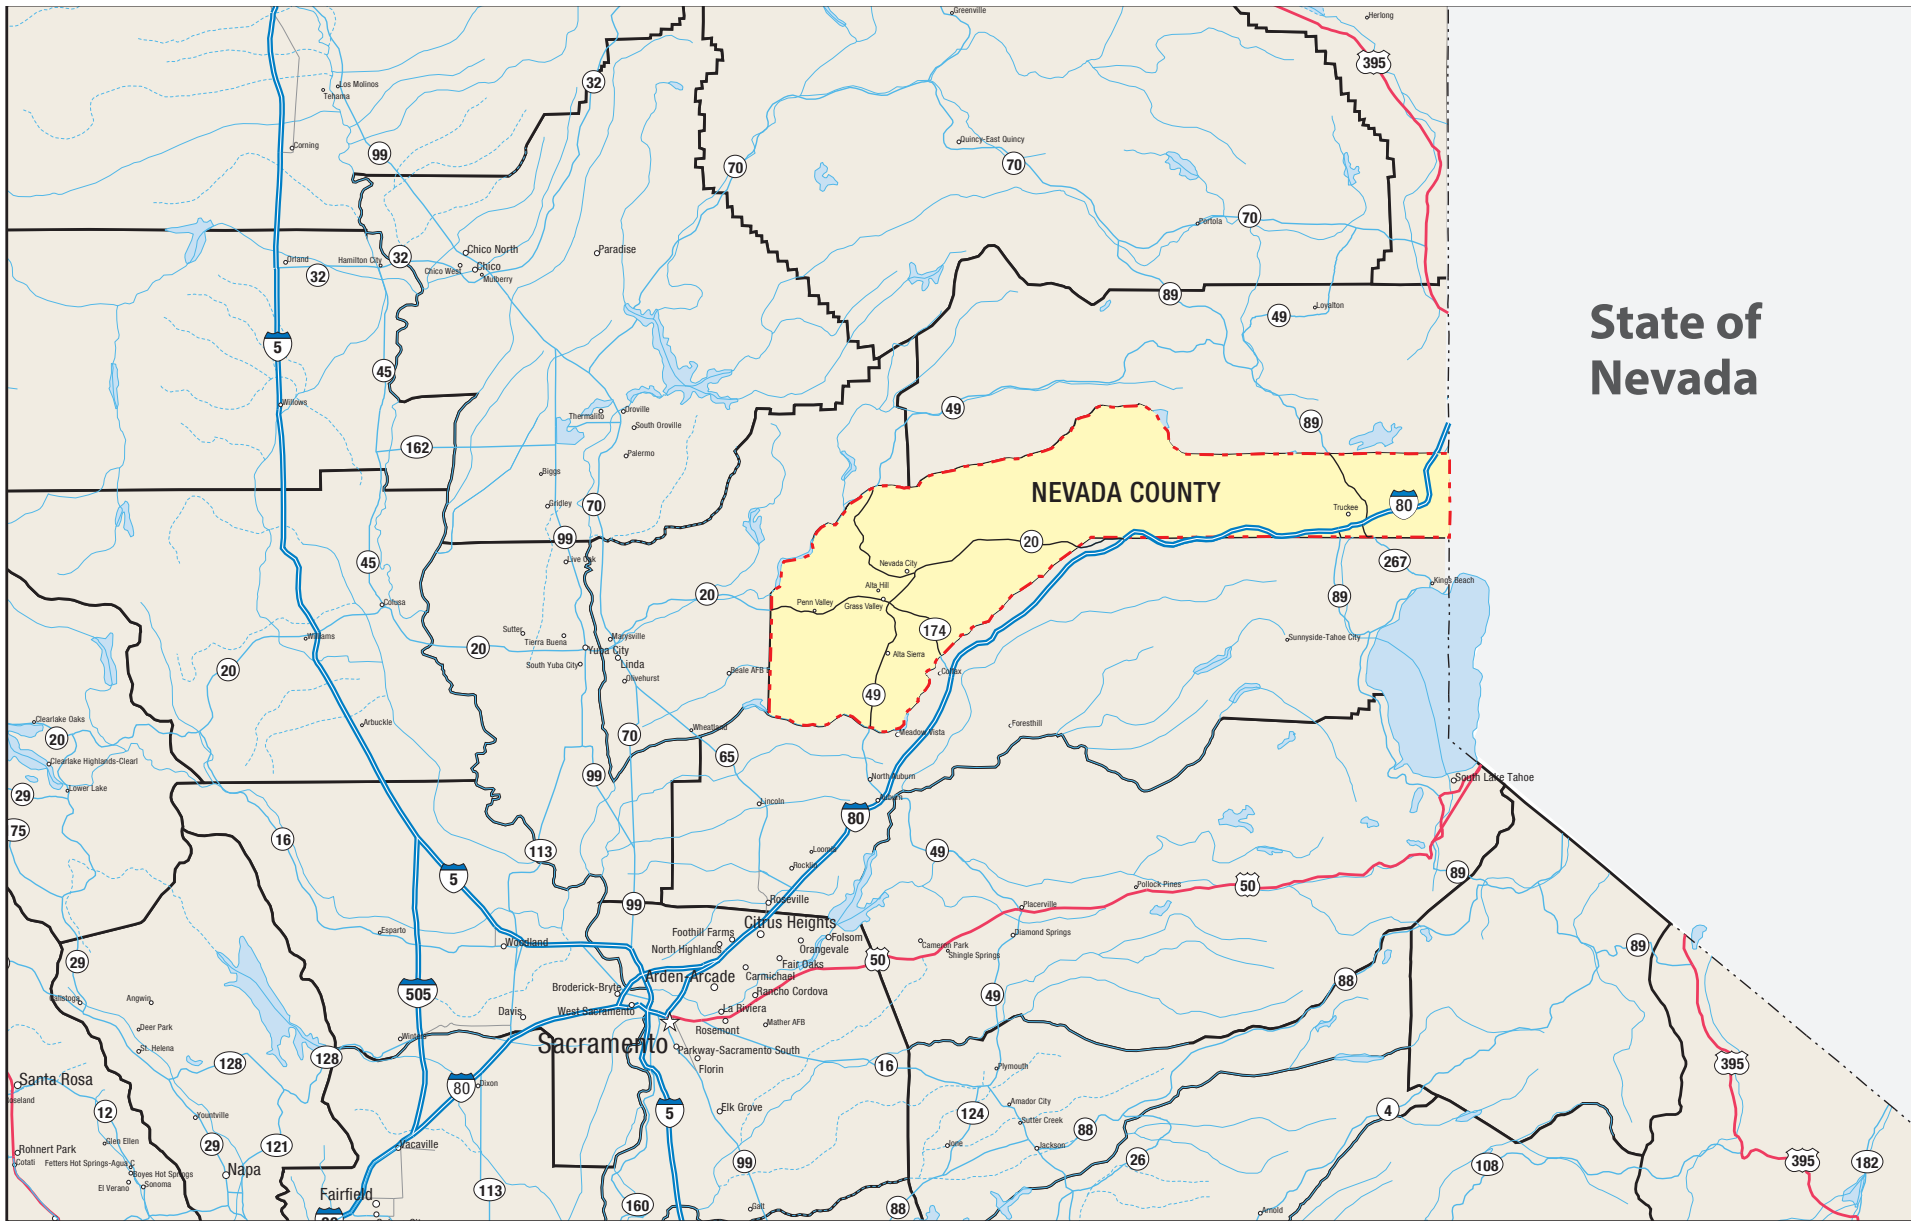 Greenville
Herlong
395
Los Molinos
Tehama
32
Corning
99
Quincy-East Quincy
70
70
Portola
70
Chico North
Paradise
Orland
Hamilton City
32
Chico West
Chico
Mulberry
32
89
49
Loyalton
State of
Nevada
5
45
Willows
Thermalito
Oroville
South Oroville
49
89
162
Palermo
Biggs
NEVADA COUNTY
Gridley
70
Truckee
80
99
20
Live Oak
45
267
Nevada City
Kings Beach
Alta Hill
20
89
Colusa
Penn Valley
Grass Valley
174
Sutter
Tierra Buena
Marysville
Williams
20
Yuba City
Sunnyside-Tahoe City
South Yuba City
Linda
Alta Sierra
20
Beale AFB E
Colfax
Olivehurst
49
Clearlake Oaks
Arbuckle
Wheatland
Foresthill
20
70
Meadow Vista
65
Clearlake Highlands-Clearl
99
North Auburn
South Lake Tahoe
29
Lower Lake
Lincoln
Auburn
80
75
16
113
Loomis
49
Rocklin
5
89
50
Pollock Pines
99
Roseville
Placerville
Citrus Heights
Esparto
Foothill Farms
Folsom
Diamond Springs
Woodland
North Highlands
Orangevale
Cameron Park
Shingle Springs
89
29
Fair Oaks
50
Arden-Arcade
Carmichael
88
505
Broderick-Bryte
Rancho Cordova
49
Calistoga
Angwin
Davis
West Sacramento
La Riviera
Rosemont
Mather AFB
Deer Park
Winters
Sacramento
St. Helena
Parkway-Sacramento South
128
128
Florin
16
Plymouth
395
Santa Rosa
80
Dixon
Roseland
12
Yountville
5
Elk Grove
124
Amador City
Sutter Creek
4
Glen Ellen
29
121
Vacaville
88
Ione
Jackson
Rohnert Park
Cotati
Fetters Hot Springs-Agua C
Boyes Hot Springs
Napa
99
26
108
395
182
El Verano
Sonoma
Fairfield
113
160
Galt
88
Arnold